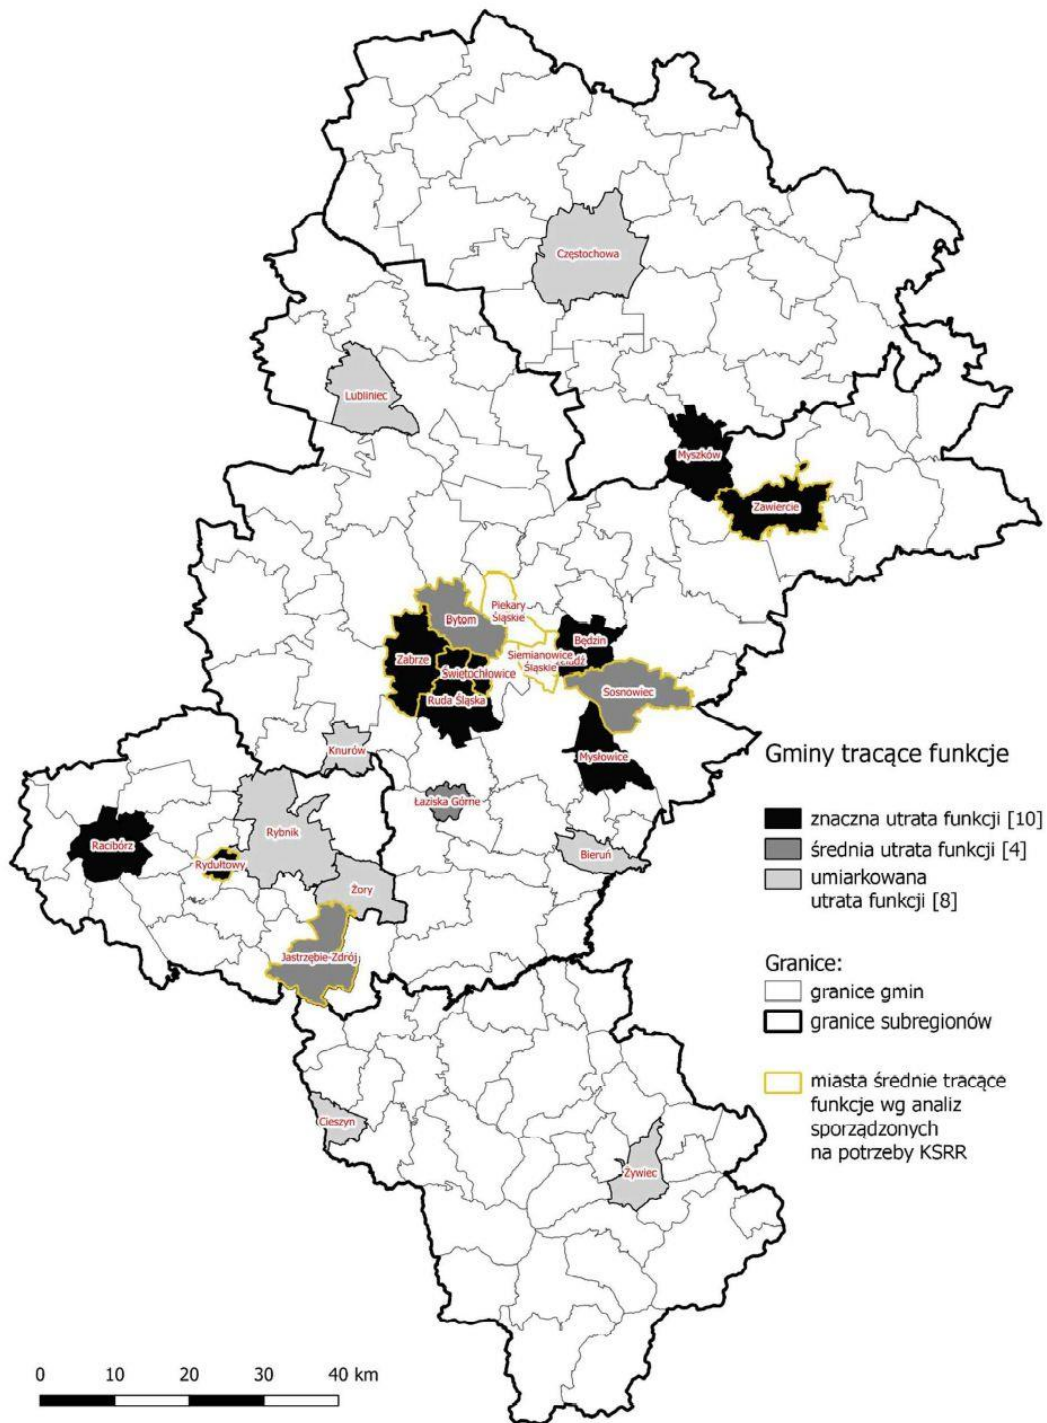 Częstochowa
Lubliniec
Myszków
Zawiercie
Piekary
Śląskie
Bytom
Będzin
Siemianowice
Śląskie
Zabrze
Świętochłowice
Sosnowiec
Ruda Śląska
Knurów
Mysłowice
Łaziska Górne
Rybnik
Racibórz
Bieruń
Rydułtowy
Żory
Jastrzębie-Zdrój
Cieszyn
Żywiec
Gminy tracące funkcje
znaczna utrata funkcji [10]
średnia utrata funkcji [4]
umiarkowana
utrata funkcji [8]
Granice:
granice gmin
granice subregionów
miasta średnie tracące
funkcje wg analiz
sporządzonych
na potrzeby KSRR
0 10 20 30 40 km